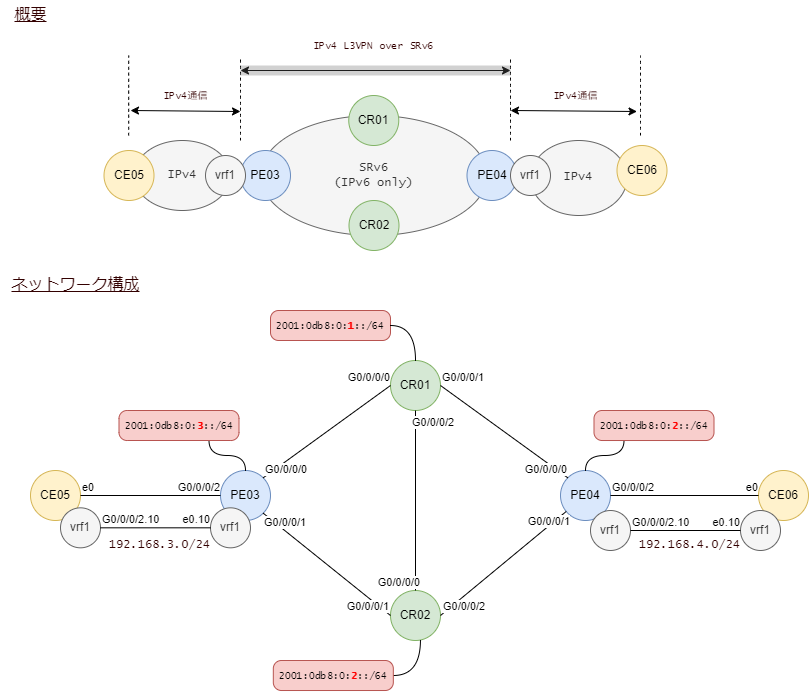 概要
IPv4 L3VPN over SRv6
IPv4通信
IPv4通信
CR01
CE05
IPv4
vrf1
PE03
SRv6
(IPv6 only)
PE04
vrf1
IPv4
CE06
CR02
ネットワーク構成
2001:0db8:0:1::/64
G0/0/0/0
CR01
G0/0/0/1
G0/0/0/2
2001:0db8:0:3::/64
2001:0db8:0:2::/64
G0/0/0/0
G0/0/0/0
CE05
e0
G0/0/0/2
PE03
PE04
G0/0/0/2
e0
CE06
vrf1
G0/0/0/2.10
e0.10
vrf1
G0/0/0/1
G0/0/0/1
vrf1
G0/0/0/2.10
e0.10
vrf1
192.168.3.0/24
192.168.4.0/24
G0/0/0/0
G0/0/0/1
CR02
G0/0/0/2
2001:0db8:0:2::/64